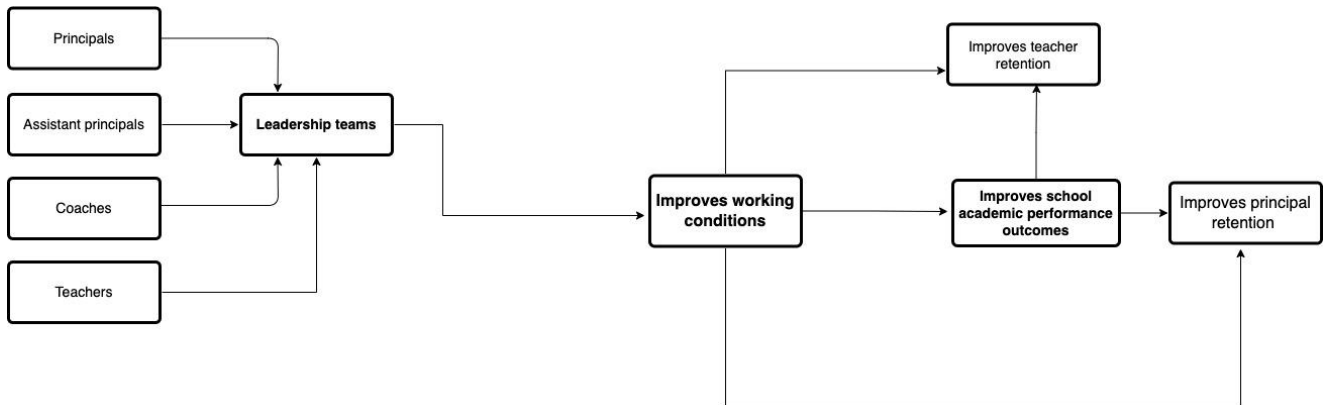 Principals
Assistant principals
Coaches
Teachers
Leadership teams
Improves working
conditions
Improves teacher
retention
Improves school
academic performance
outcomes
Improves principal
retention